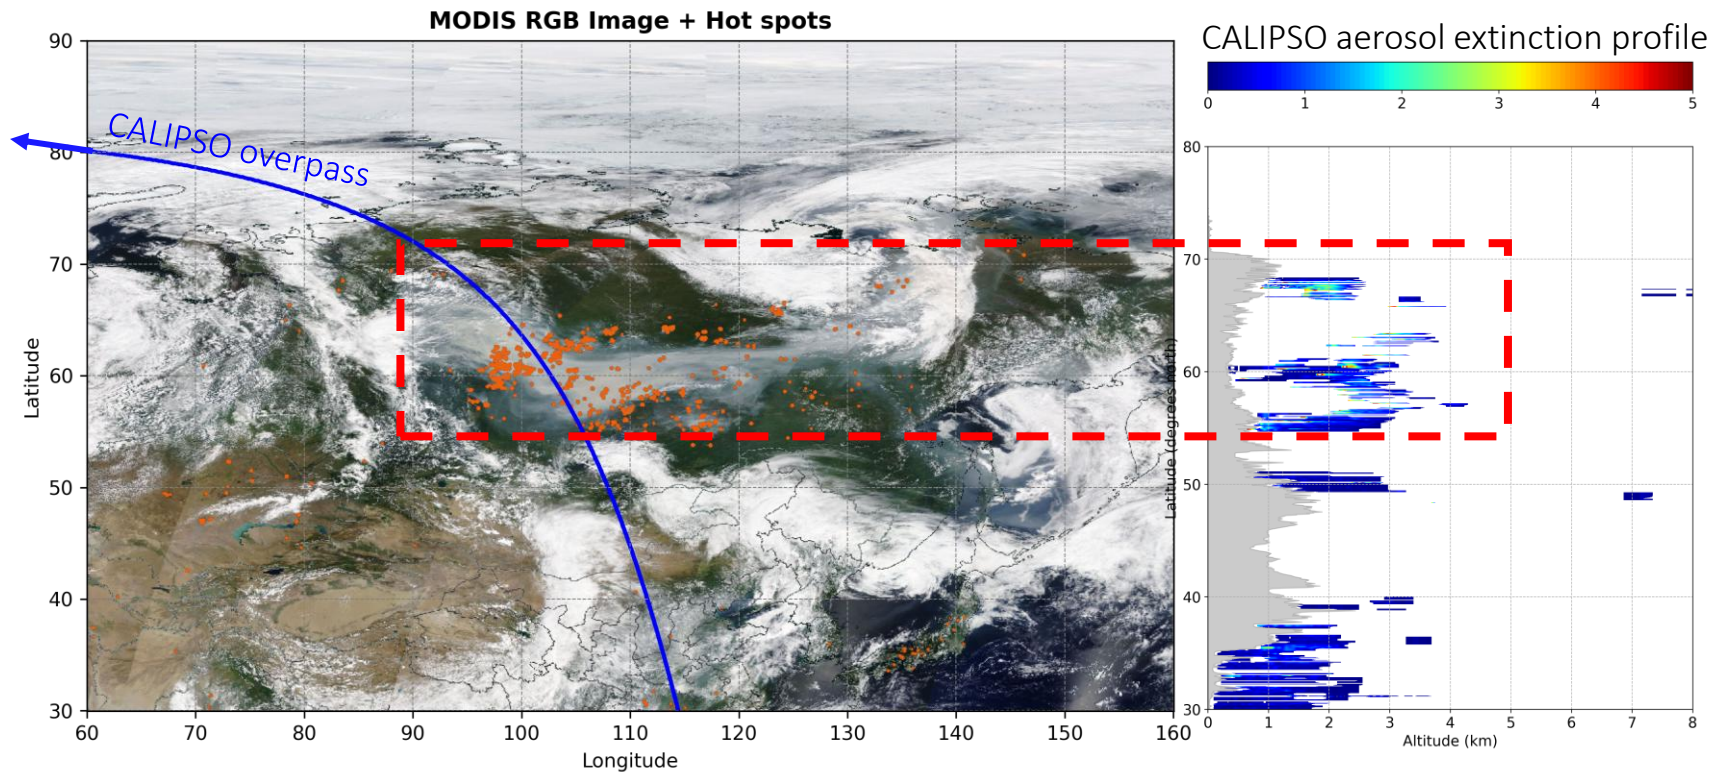 MODIS RGB Image + Hot spots
CALIPSO aerosol extinction profile
0 1 2 3 4 5
CALIPSO overpass
Latitude
90
80
70
60
50
40
30
60 70 80 90 100 110 120 130 140 150 160
Longitude
Latitude (degrees north)
80
70
60
50
40
30
0 1 2 3 4 5 6 7 8
Altitude (km)